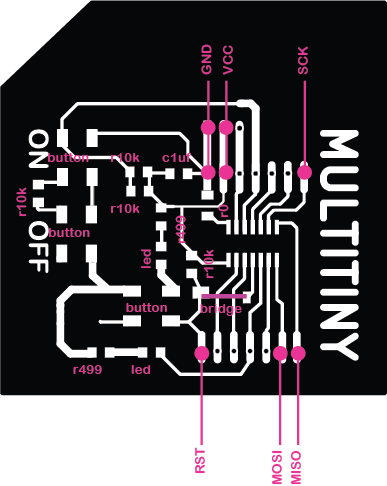 GND
VCC
SCK
ON
button
r10k
c1uf
MULTITINY
r10k
r10k
r0
button
r499
OFF
led
r10k
button
bridge
r499
led
RST
MOSI
MISO